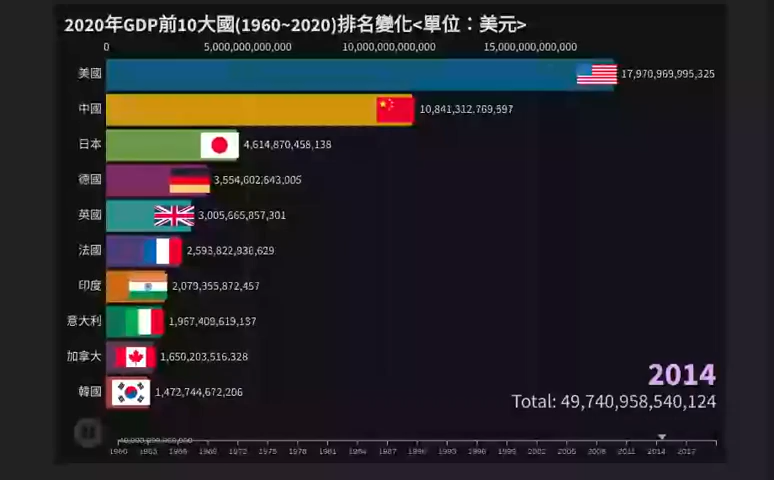 2020年GDP前10大國(1960~2020)排名變化<單位：美元>
0 5,000,000,000,000 10,000,000,000,000 15,000,000,000,000
美國 17,970,969,995,325
中國 10,841,312,769,997
日本 4,614,870,458,138
德國 3,554,602,643,005
英國 3,005,665,857,301
法國 2,593,822,930,629
印度 2,079,355,872,457
意大利 1,967,409,619,137
加拿大 1,650,203,516,328
韓國 1,472,744,672,206
2014
Total: 49,740,958,540,124
1960 1963 1966 1969 1972 1975 1978 1981 1984 1987 1990 1993 1996 1999 2002 2005 2008 2011 2014 2017